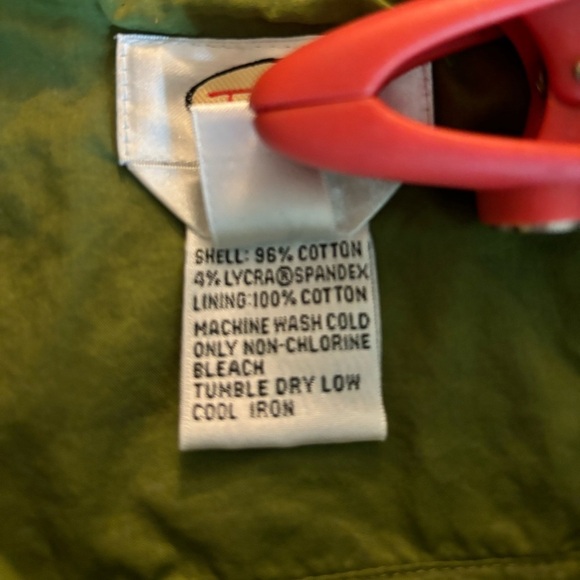 SHELL: 96% COTTON
4% LYCRA®SPANDEX
LINING:100% COTTON
MACHINE WASH COLD
ONLY NON-CHLORINE
BLEACH
TUMBLE DRY LOW
COOL IRON